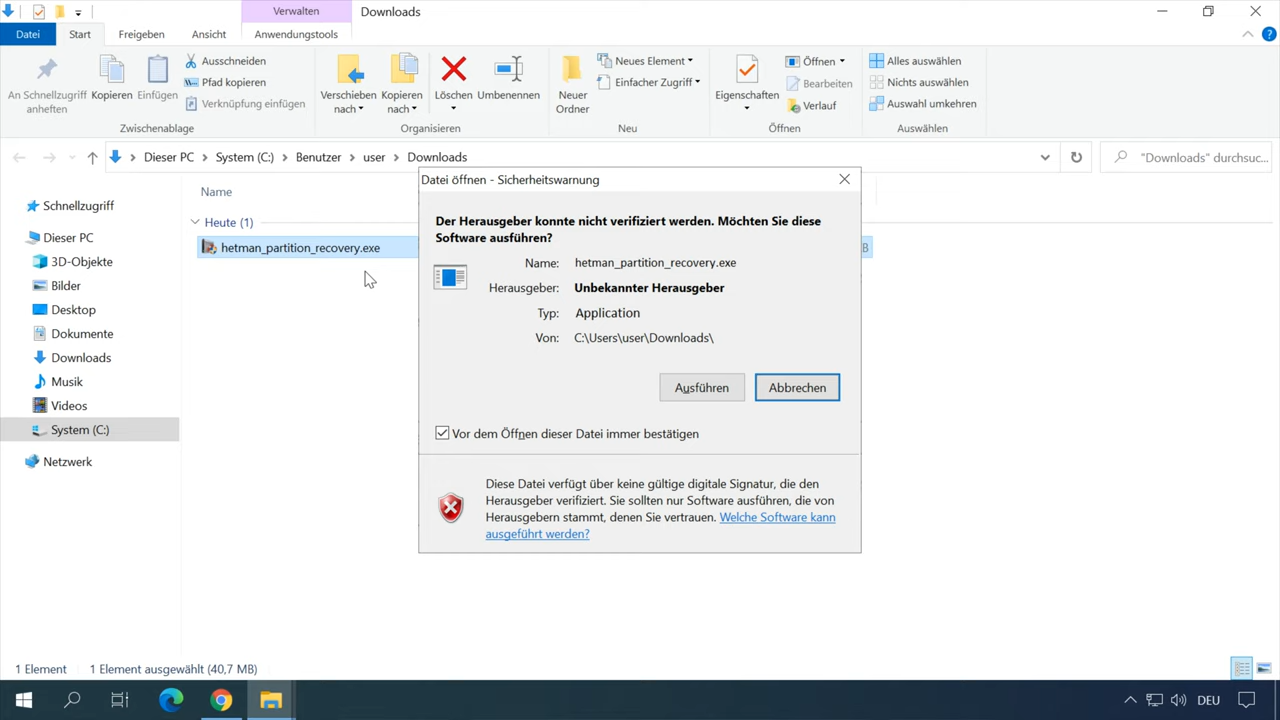 Verwalten
Downloads
Datei
Start
Freigeben
Ansicht
Anwendungstools
An Schnellzugriff
anheften
Kopieren
Einfügen
Ausschneiden
Pfad kopieren
Verknüpfung einfügen
Zwischenablage
Verschieben
nach
Kopieren
nach
Löschen
Umbenennen
Organisieren
Neuer
Ordner
Neues Element
Einfacher Zugriff
Neu
Eigenschaften
Öffnen
Bearbeiten
Verlauf
Öffnen
Alles auswählen
Nichts auswählen
Auswahl umkehren
Auswählen
Dieser PC > System (C:) > Benutzer > user > Downloads
"Downloads" durchsuc...
Schnellzugriff
Dieser PC
3D-Objekte
Bilder
Desktop
Dokumente
Downloads
Musik
Videos
System (C:)
Netzwerk
Name
Heute (1)
hetman_partition_recovery.exe
B
Datei öffnen - Sicherheitswarnung
Der Herausgeber konnte nicht verifiziert werden. Möchten Sie diese
Software ausführen?
Name: hetman_partition_recovery.exe
Herausgeber: Unbekannter Herausgeber
Typ: Application
Von: C:\Users\user\Downloads\
Ausführen
Abbrechen
Vor dem Öffnen dieser Datei immer bestätigen
Diese Datei verfügt über keine gültige digitale Signatur, die den
Herausgeber verifiziert. Sie sollten nur Software ausführen, die von
Herausgebern stammt, denen Sie vertrauen. Welche Software kann
ausgeführt werden?
1 Element
1 Element ausgewählt (40,7 MB)
DEU